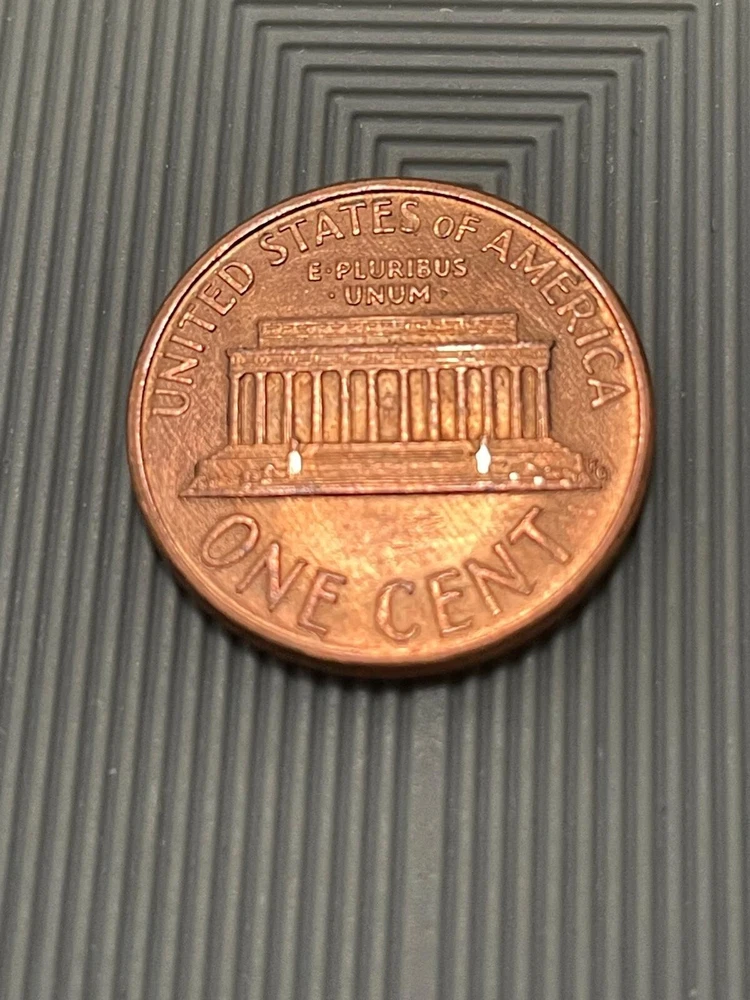 UNITED STATES OF AMERICA
E·PLURIBUS
·UNUM·
ONE CENT